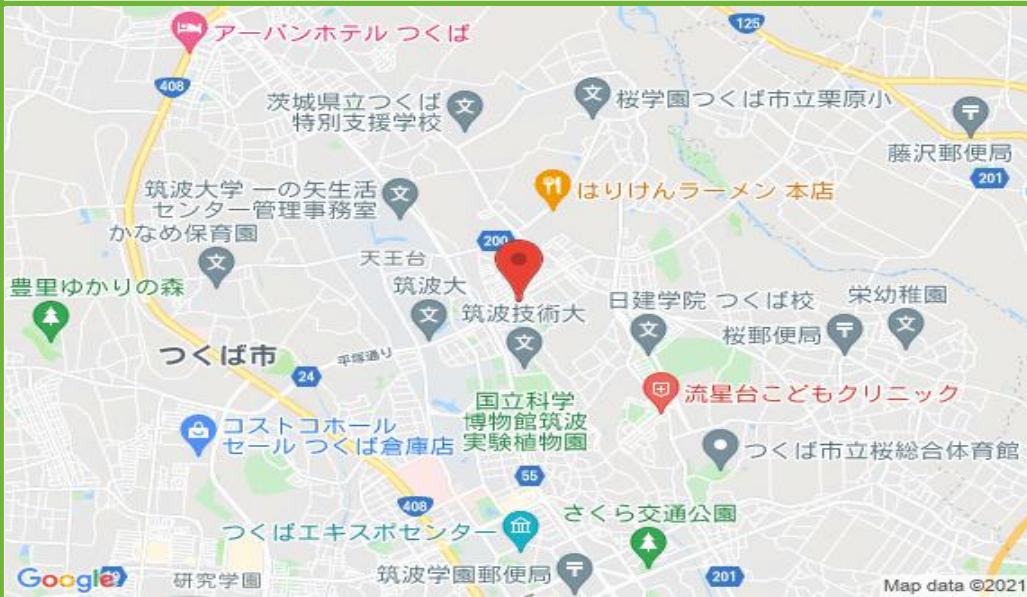 アーバンホテル つくば
125
408
茨城県立つくば
特別支援学校
桜学園つくば市立栗原小
藤沢郵便局
201
筑波大学 一の矢生活
センター管理事務室
はりけんラーメン 本店
かなめ保育園
200
天王台
豊里ゆかりの森
筑波大
筑波技術大
日建学院 つくば校
栄幼稚園
桜郵便局
つくば市
平塚通り
24
国立科学
博物館筑波
実験植物園
流星台こどもクリニック
コストコホール
セール つくば倉庫店
つくば市立桜総合体育館
55
408
つくばエキスポセンター
さくら交通公園
Google
研究学園
筑波学園郵便局
201
Map data ©2021